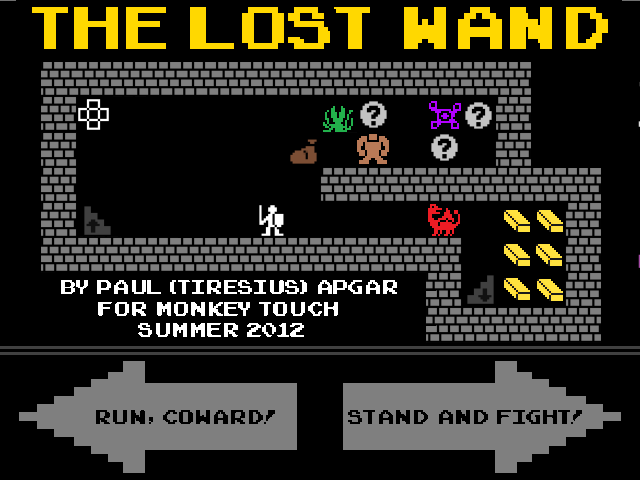 THE LOST WAND
?
?
?
BY PAUL (TIRESIUS) APGAR
FOR MONKEY TOUCH
SUMMER 2012
RUN, COWARD!
STAND AND FIGHT!